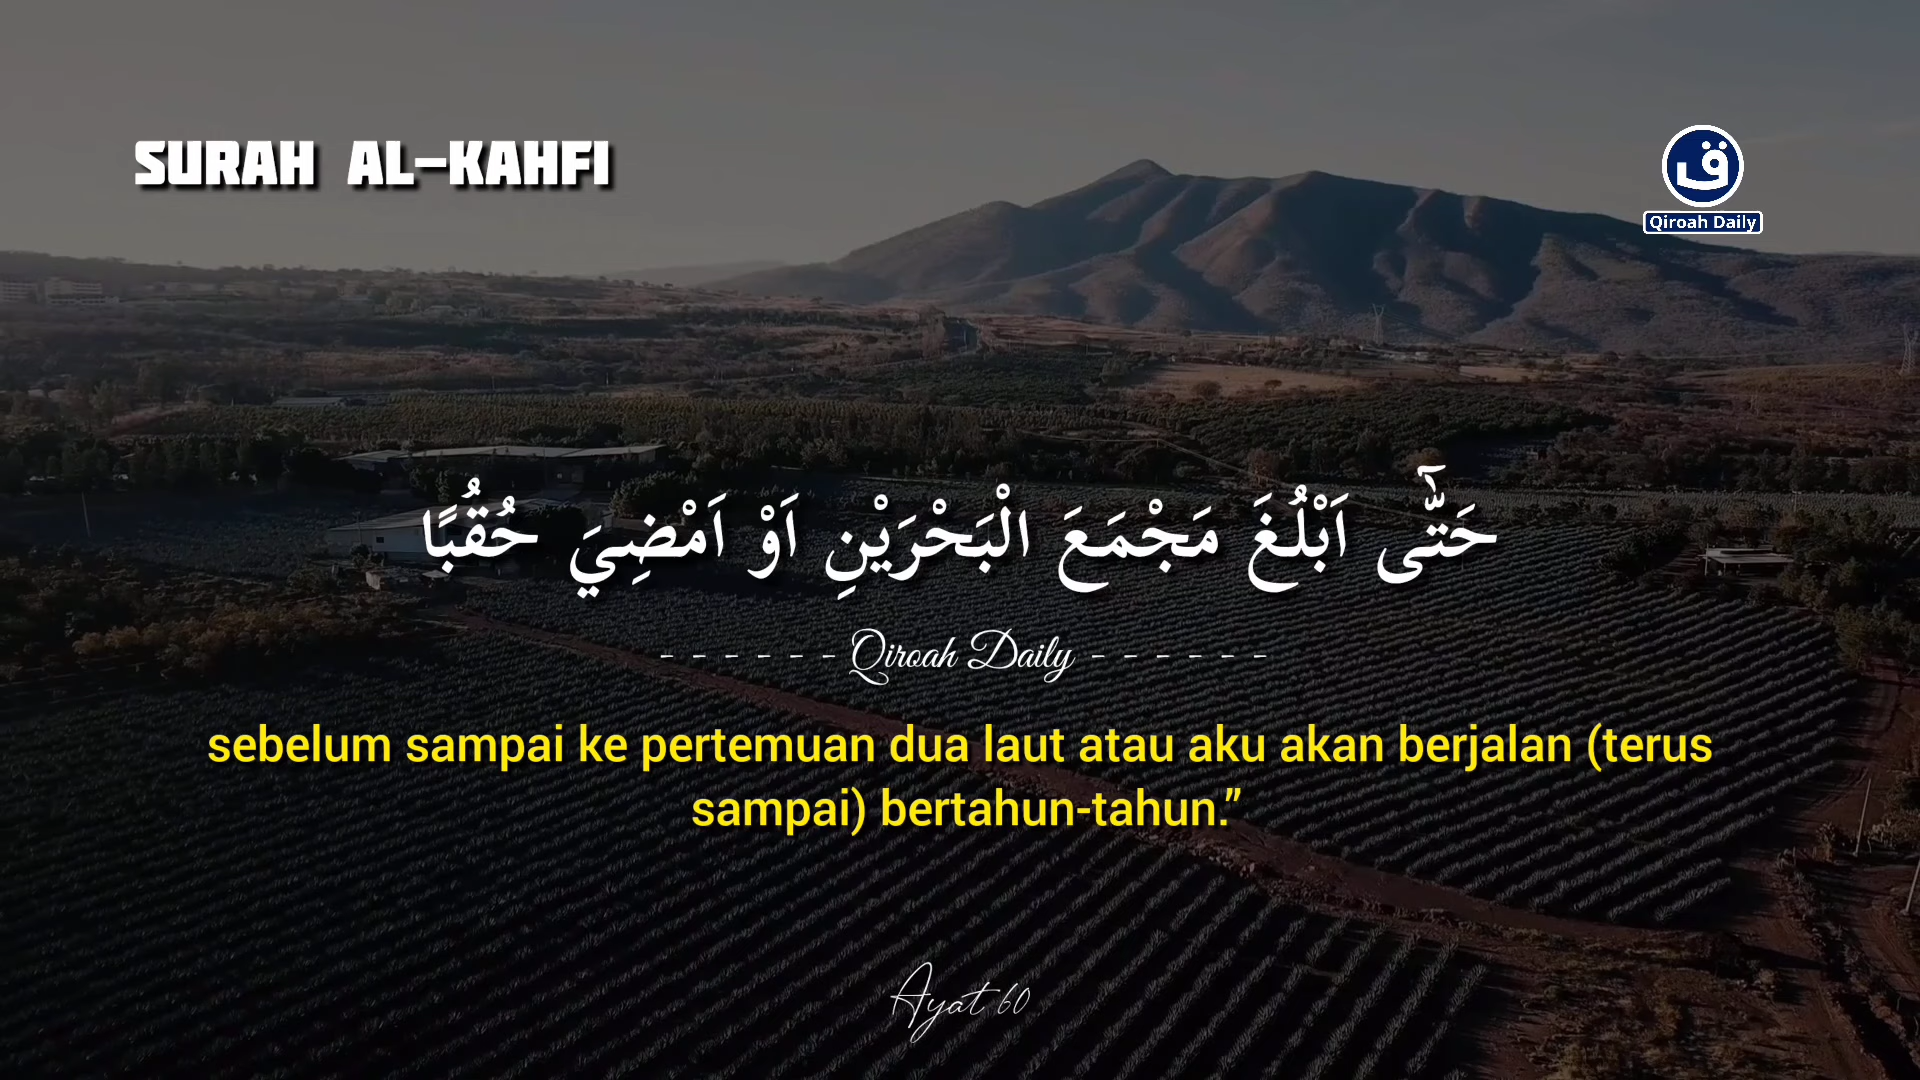 SURAH AL-KAHFI
ق
Qiroah Daily
حَتّٰٓى اَبْلُغَ مَجْمَعَ الْبَحْرَيْنِ اَوْ اَمْضِيَ حُقُبًا
------ Qiroah Daily ------
sebelum sampai ke pertemuan dua laut atau aku akan berjalan (terus
sampai) bertahun-tahun.”
Ayat 60